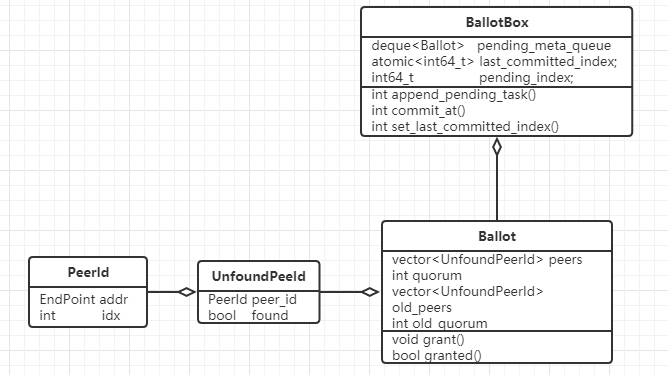 BallotBox
deque<Ballot> pending_meta_queue
atomic<int64_t> last_committed_index;
int64_t pending_index;
int append_pending_task()
int commit_at()
int set_last_committed_index()
Ballot
vector<UnfoundPeerId> peers
int quorum
vector<UnfoundPeerId>
old_peers
int old_quorum
void grant()
bool granted()
UnfoundPeeId
PeerId peer_id
bool found
PeerId
EndPoint addr
int idx